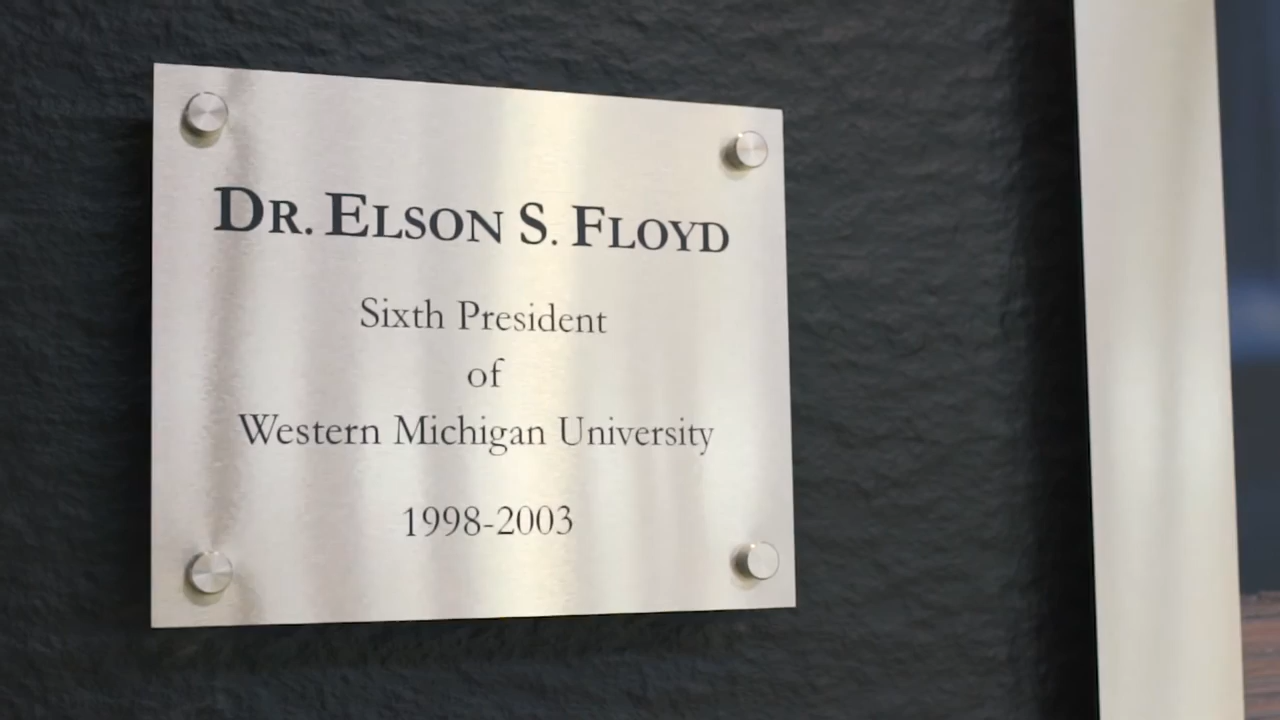 DR. ELSON S. FLOYD
Sixth President
of
Western Michigan University
1998-2003